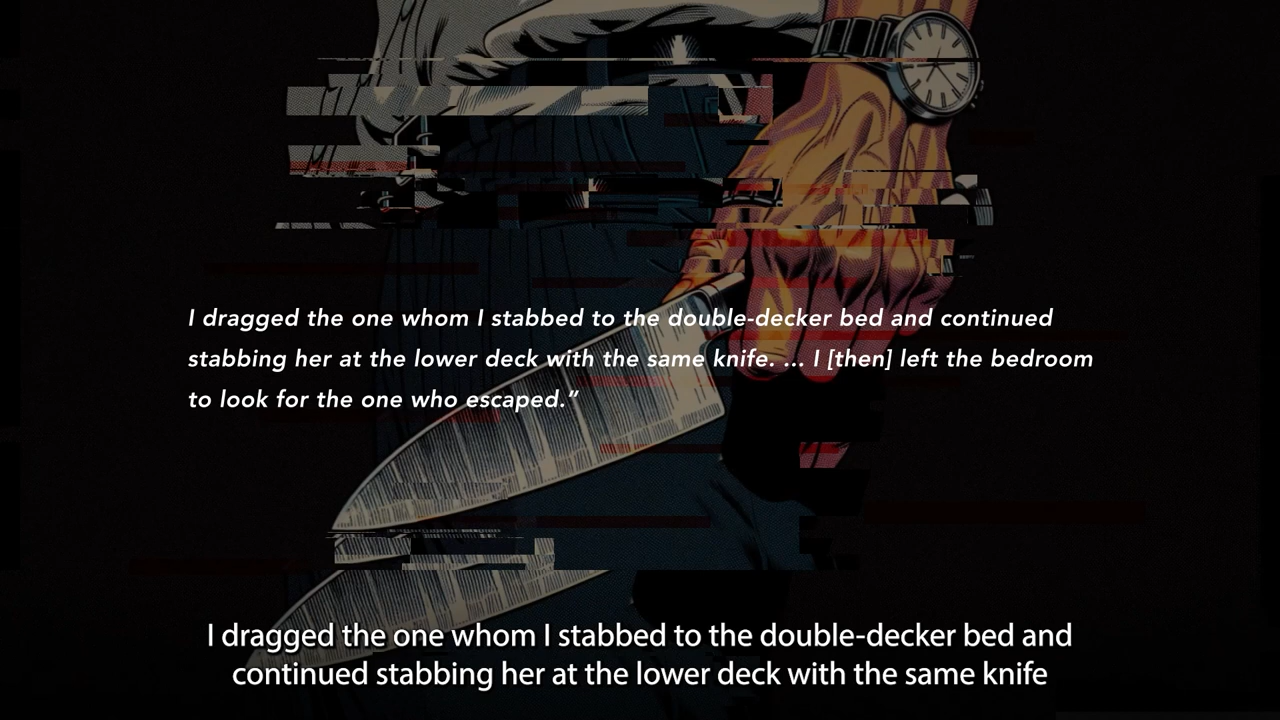 I dragged the one whom I stabbed to the double-decker bed and continued
stabbing her at the lower deck with the same knife. ... I [then] left the bedroom
to look for the one who escaped.”
I dragged the one whom I stabbed to the double-decker bed and
continued stabbing her at the lower deck with the same knife